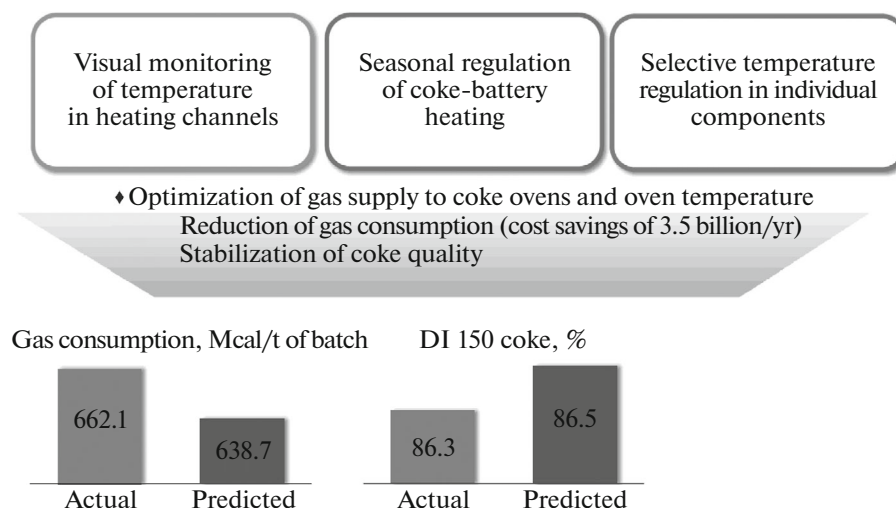 Visual monitoring
of temperature
in heating channels
Seasonal regulation
of coke-battery
heating
Selective temperature
regulation in individual
components
♦ Optimization of gas supply to coke ovens and oven temperature
Reduction of gas consumption (cost savings of 3.5 billion/yr)
Stabilization of coke quality
Gas consumption, Mcal/t of batch
662.1
638.7
Actual
Predicted
DI 150 coke, %
86.3
86.5
Actual
Predicted